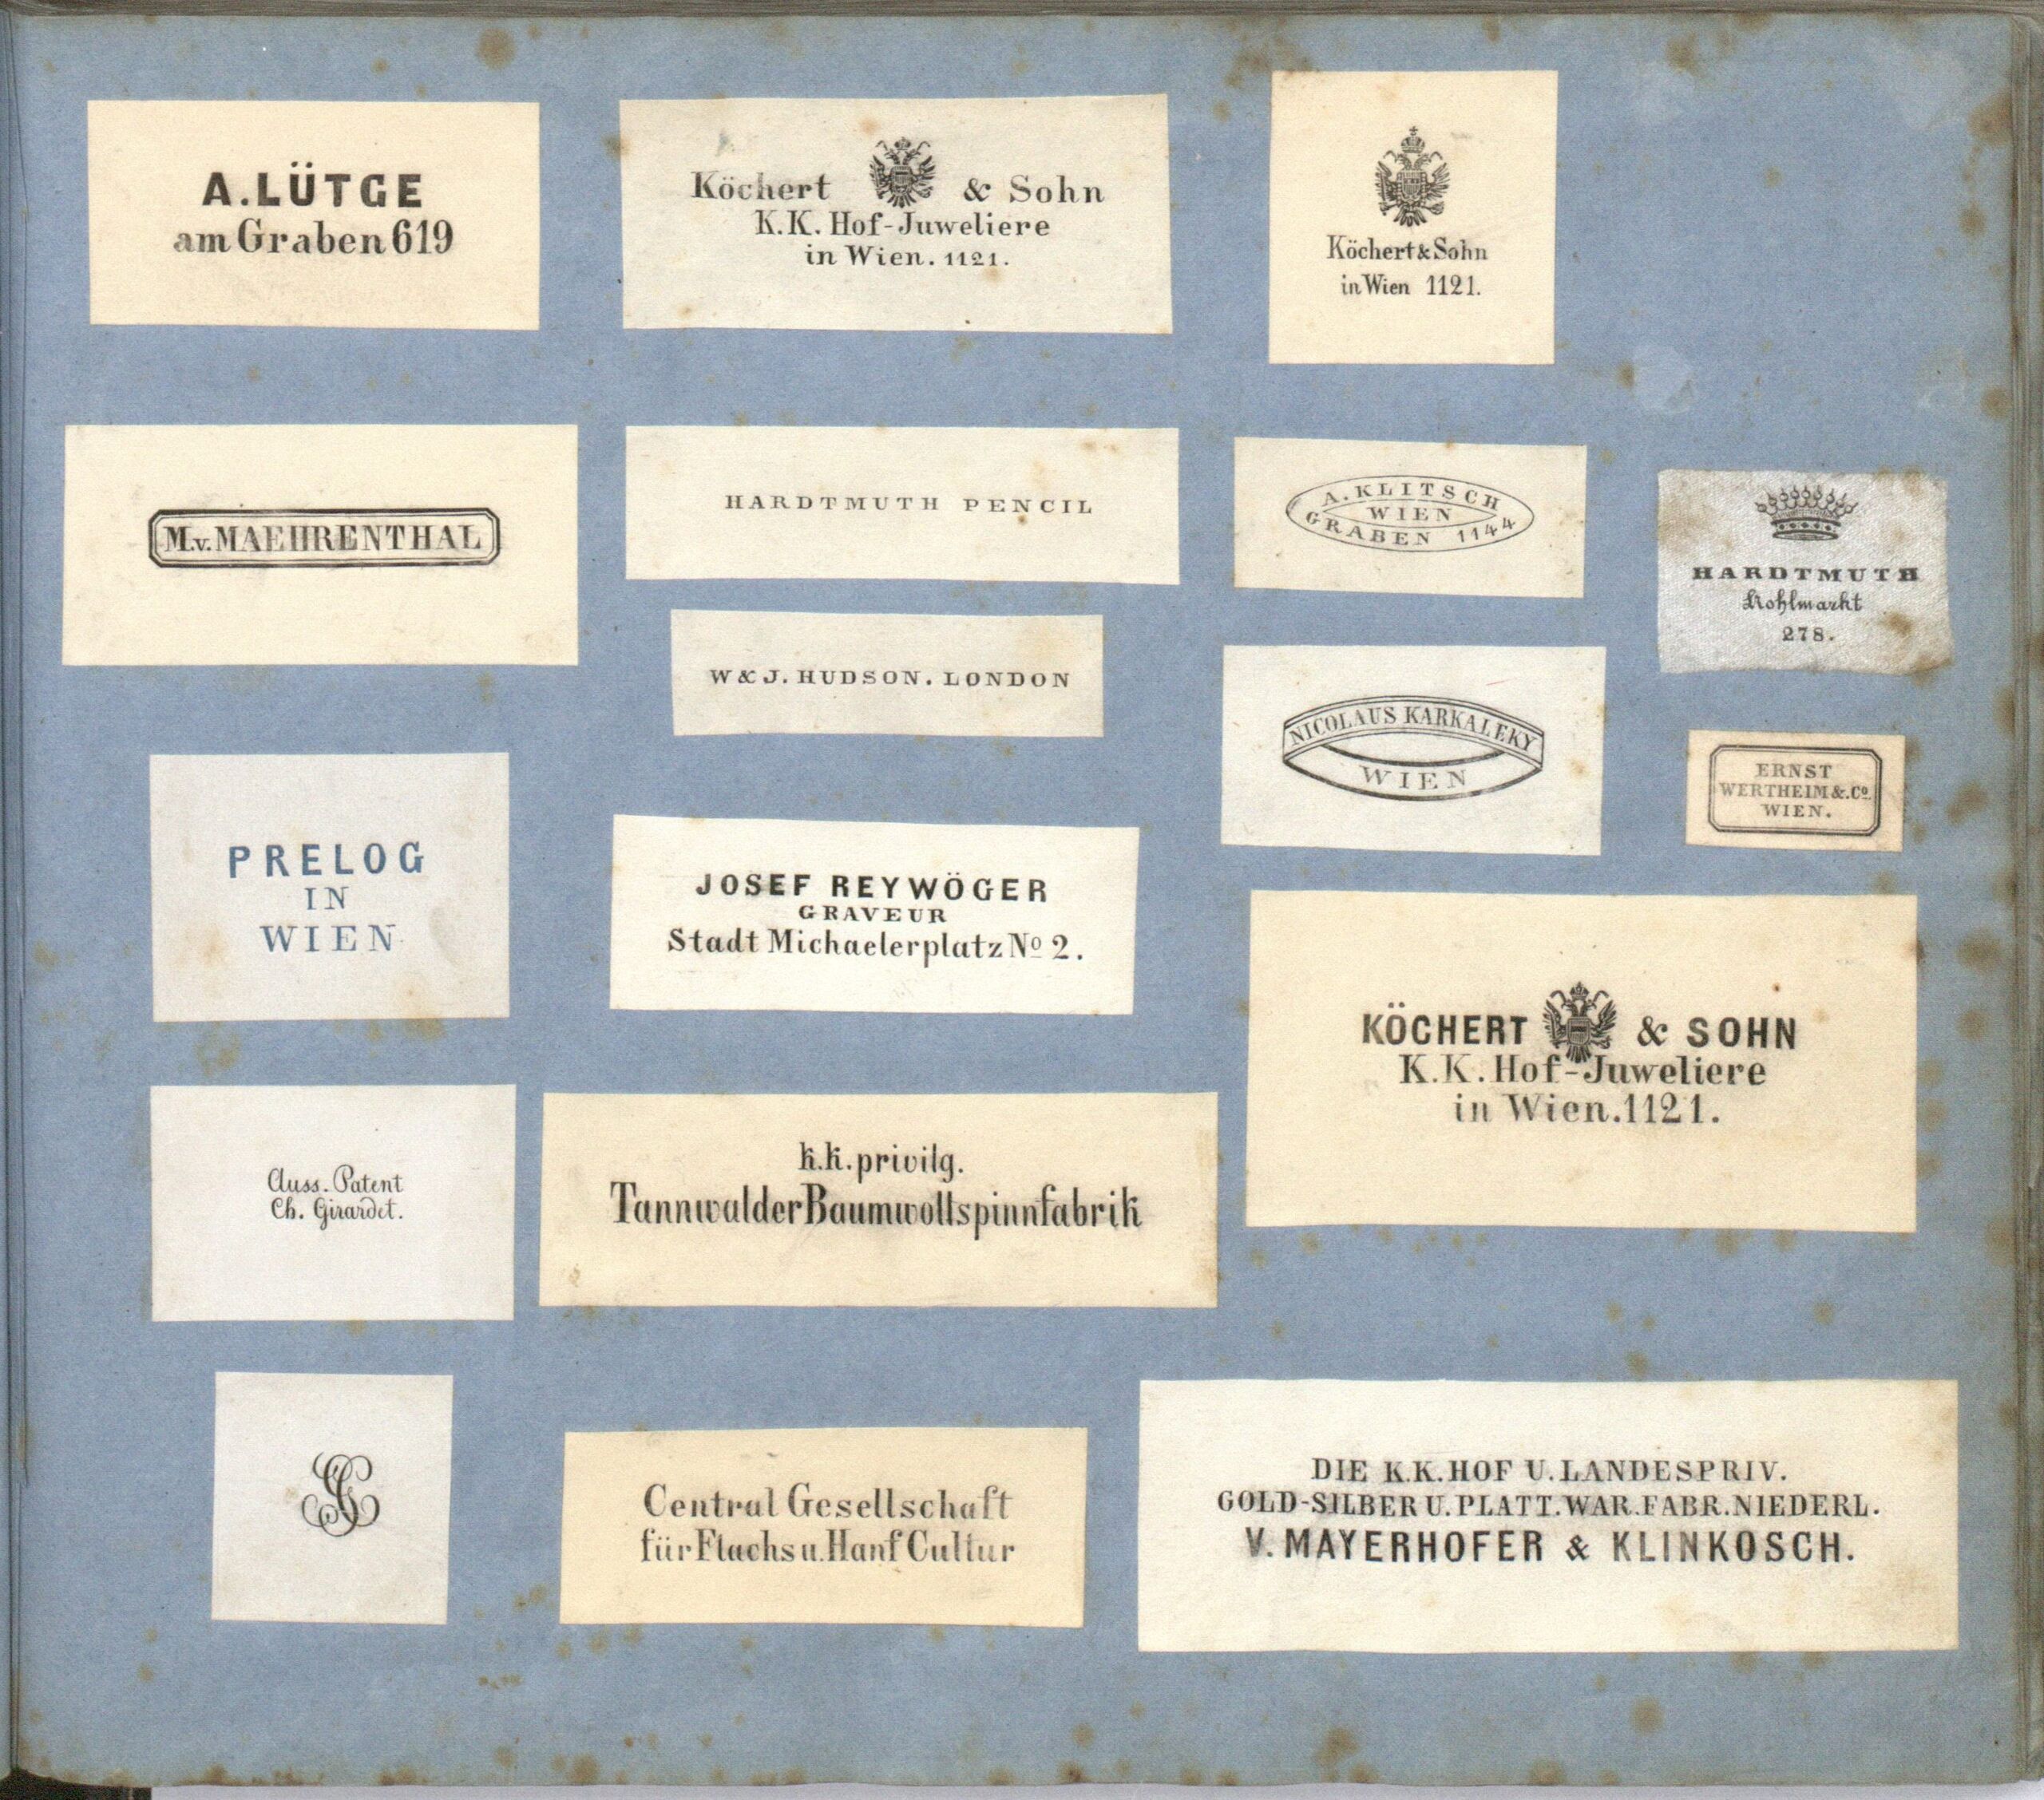 A. LÜTGE
am Graben 619
Köchert & Sohn
K. K. Hof-Juweliere
in Wien. 1121.
Köchert & Sohn
in Wien 1121.
M.v. MAEHRENTHAL
HARDTMUTH PENCIL
A. KLITSCH
WIEN
GRABEN 1144
HARDTMUTH
Kohlmarkt
278.
W & J. HUDSON. LONDON
NICOLAUS KARKALEKY
WIEN
ERNST
WERTHEIM & Co.
WIEN.
PRELOG
IN
WIEN
JOSEF REYWÖGER
GRAVEUR
Stadt Michaelerplatz No 2.
KÖCHERT & SOHN
K.K. Hof-Juweliere
in Wien. 1121.
Auss. Patent
Ch. Girardet.
k.k. privilg.
Tannwalder Baumwollspinnfabrik
Central Gesellschaft
für Flachs u. Hanf Cultur
DIE K.K. HOF U. LANDESPRIV.
GOLD-SILBER U. PLATT. WAR. FABR. NIEDERL.
V. MAYERHOFER & KLINKOSCH.